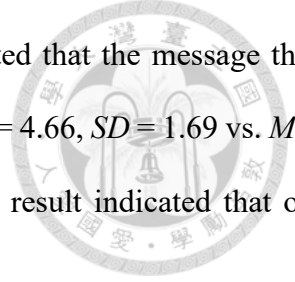 ted that the message th
= 4.66, SD = 1.69 vs. M
result indicated that o